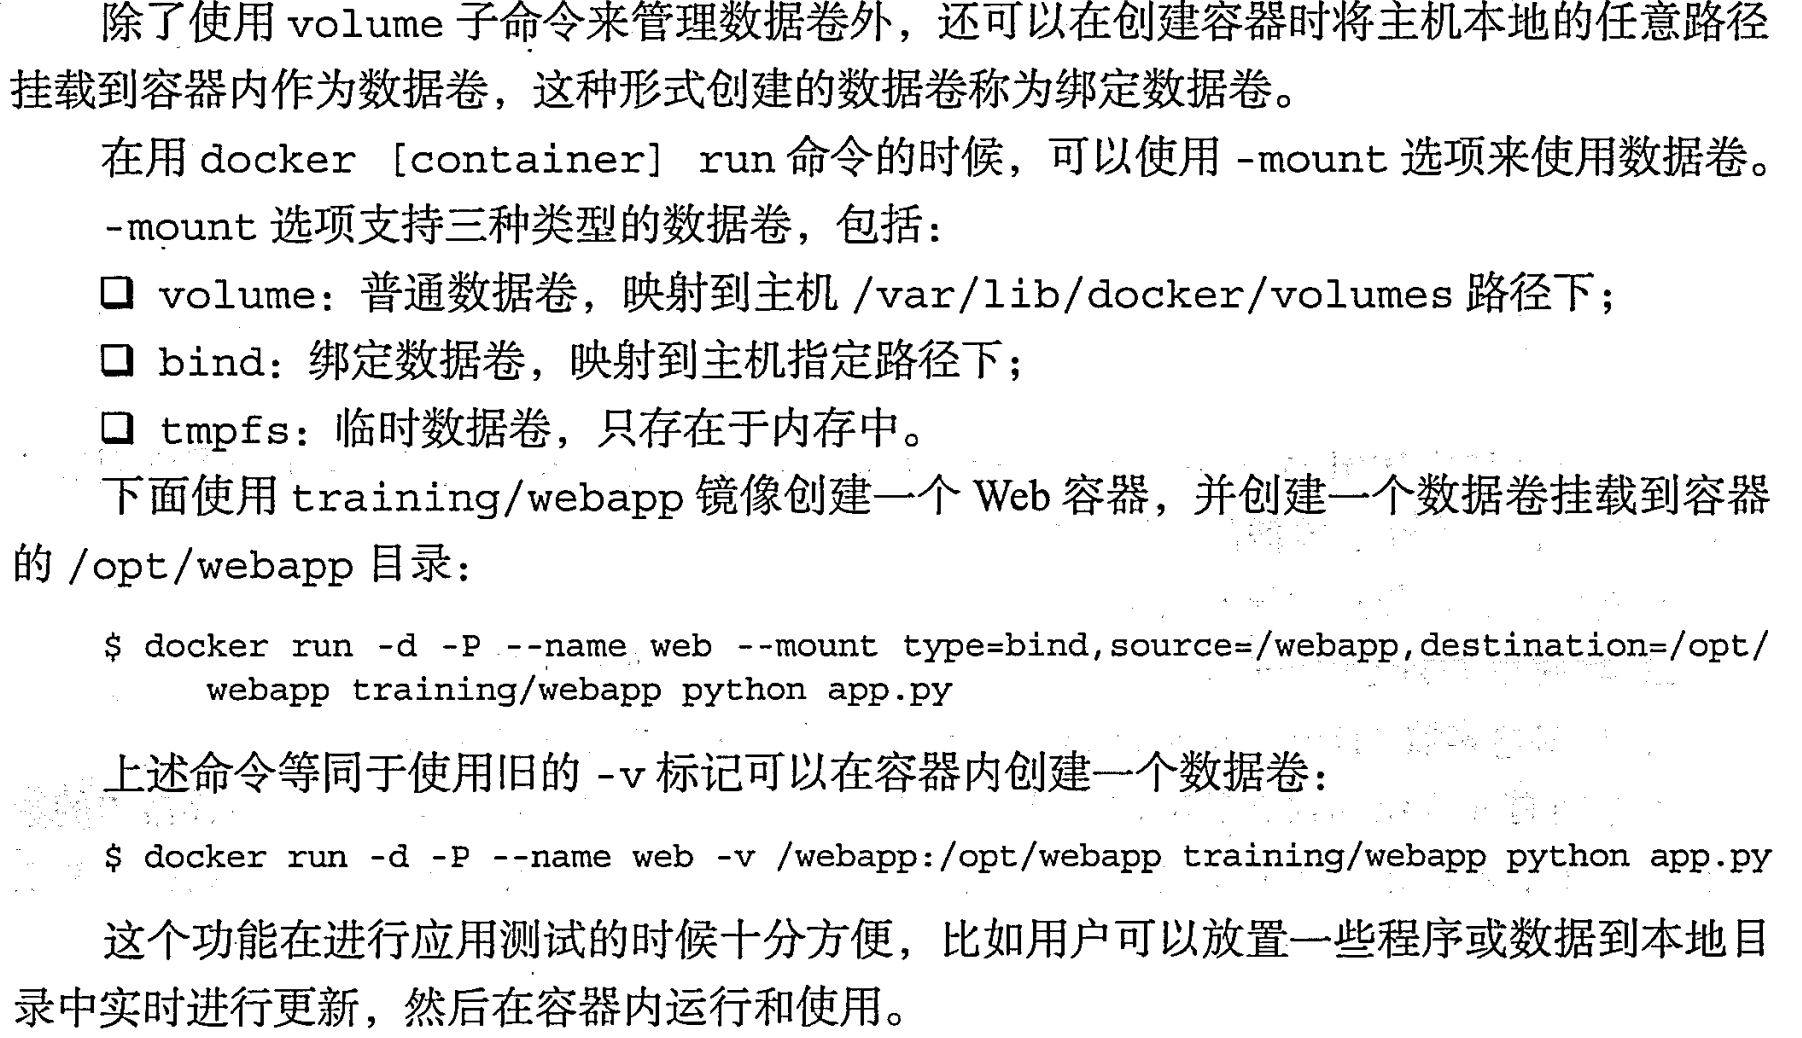 除了使用 volume 子命令来管理数据卷外，还可以在创建容器时将主机本地的任意路径
挂载到容器内作为数据卷，这种形式创建的数据卷称为绑定数据卷。
在用 docker [container] run 命令的时候，可以使用 -mount 选项来使用数据卷。
-mount 选项支持三种类型的数据卷，包括：
❑ volume：普通数据卷，映射到主机 /var/lib/docker/volumes 路径下；
❑ bind：绑定数据卷，映射到主机指定路径下；
❑ tmpfs：临时数据卷，只存在于内存中。
下面使用 training/webapp 镜像创建一个 Web 容器，并创建一个数据卷挂载到容器
的 /opt/webapp 目录：
$ docker run -d -P --name web --mount type=bind,source=/webapp,destination=/opt/
webapp training/webapp python app.py
上述命令等同于使用旧的 -v 标记可以在容器内创建一个数据卷：
$ docker run -d -P --name web -v /webapp:/opt/webapp training/webapp python app.py
这个功能在进行应用测试的时候十分方便，比如用户可以放置一些程序或数据到本地目
录中实时进行更新，然后在容器内运行和使用。